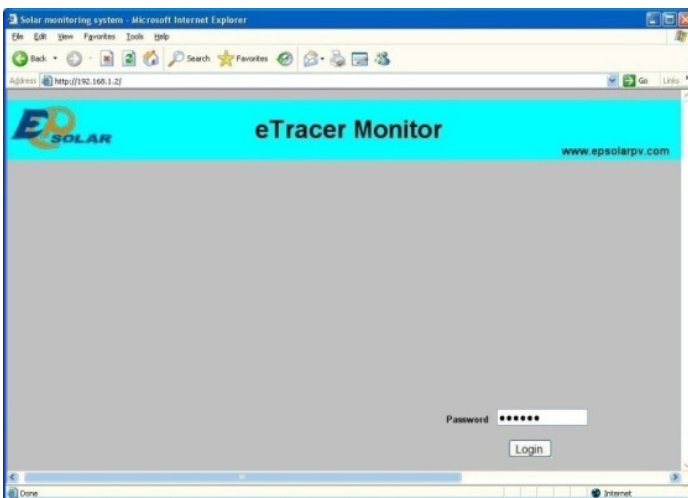 Solar monitoring system - Microsoft Internet Explorer
File Edit View Favorites Tools Help
Back Search Favorites
Address http://192.168.1.2/ Go Links
EP SOLAR
eTracer Monitor
www.epsolarpv.com
Password ••••••
Login
Done Internet